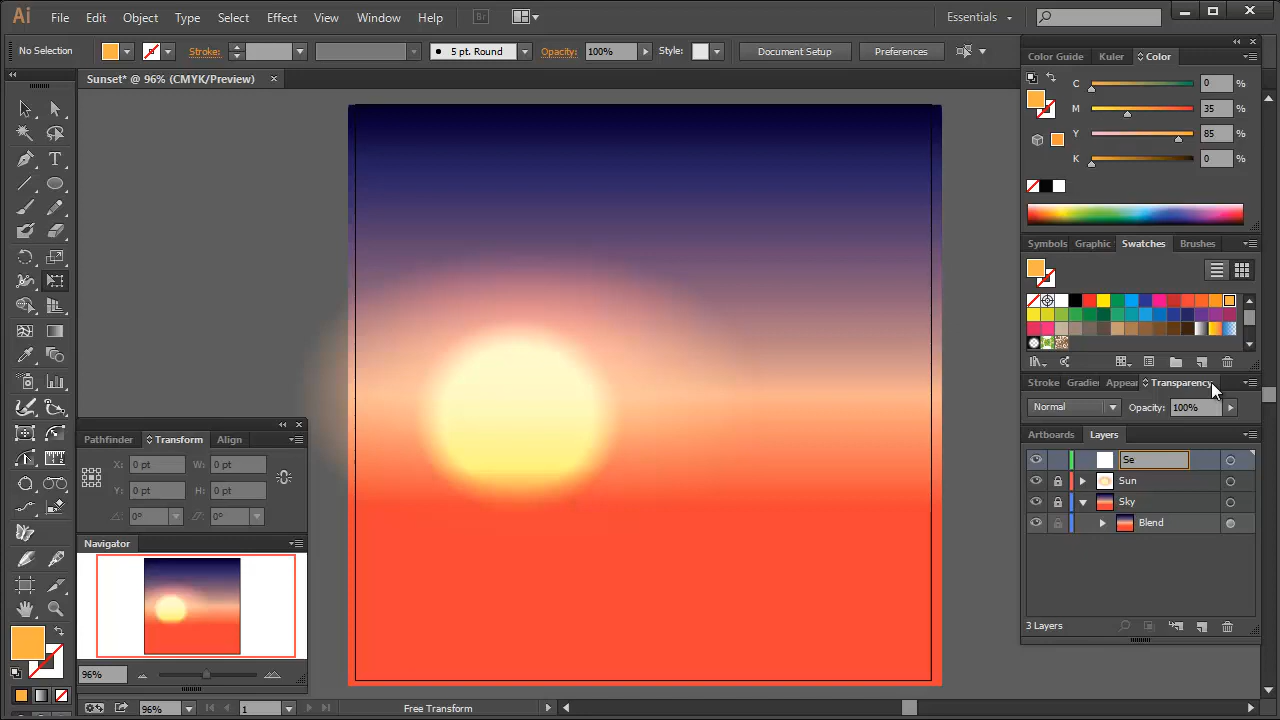 Ai File Edit Object Type Select Effect View Window Help Br Essentials
No Selection Stroke: 5 pt. Round Opacity: 100% Style: Document Setup Preferences
Sunset* @ 96% (CMYK/Preview)
Color Guide Kuler Color
C 0 %
M 35 %
Y 85 %
K 0 %
Symbols Graphic Swatches Brushes
Stroke Gradie Appear Transparency
Normal Opacity: 100%
Artboards Layers
Se
Sun
Sky
Blend
3 Layers
Pathfinder Transform Align
X: 0 pt W: 0 pt
Y: 0 pt H: 0 pt
0° 0°
Navigator
96%
96% 1 Free Transform